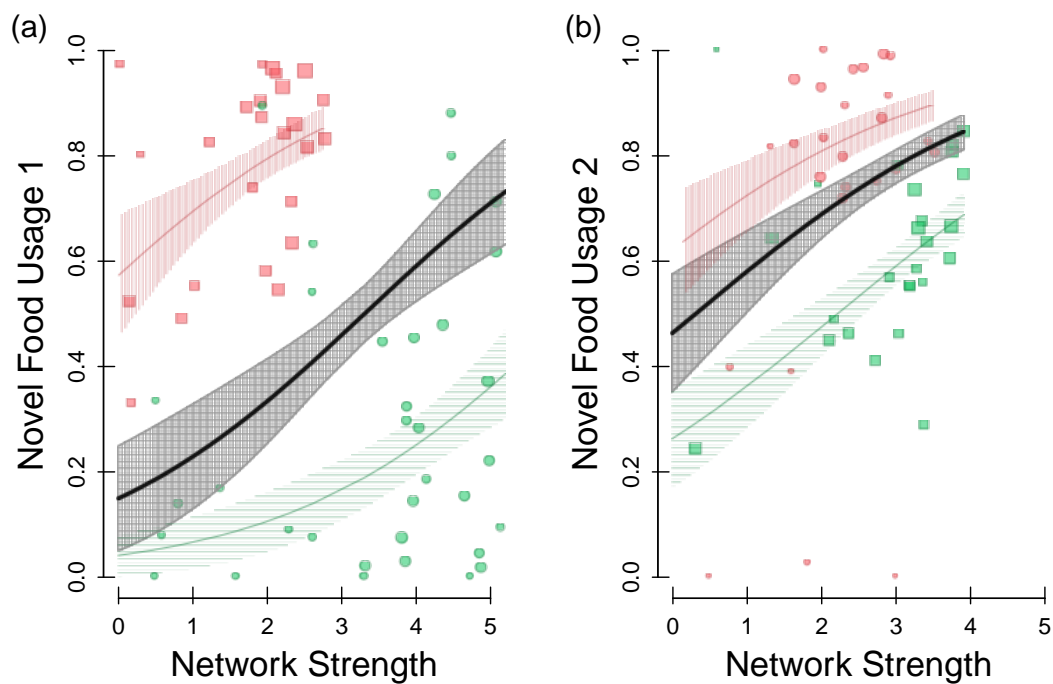 (a)
Novel Food Usage 1
0.0 0.2 0.4 0.6 0.8 1.0
0 1 2 3 4 5
Network Strength
(b)
Novel Food Usage 2
0.0 0.2 0.4 0.6 0.8 1.0
0 1 2 3 4 5
Network Strength